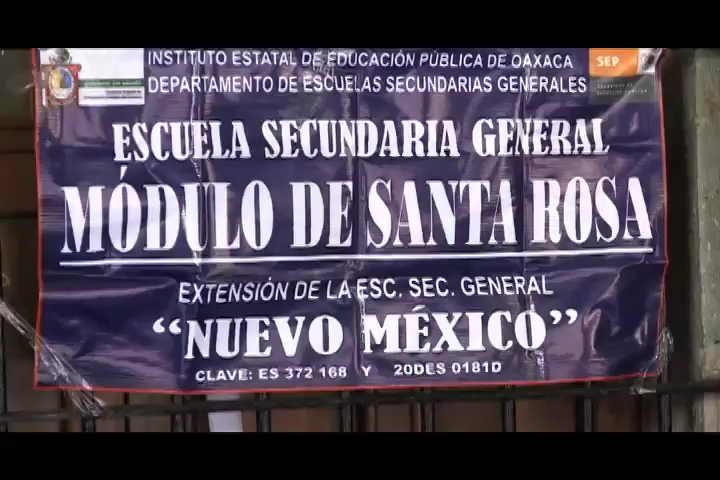 INSTITUTO ESTATAL DE EDUCACIÓN PÚBLICA DE OAXACA
SEP
DEPARTAMENTO DE ESCUELAS SECUNDARIAS GENERALES
ESCUELA SECUNDARIA GENERAL
MÓDULO DE SANTA ROSA
EXTENSIÓN DE LA ESC. SEC. GENERAL
“NUEVO MÉXICO”
CLAVE: ES 372 168 Y 20DES 0181D